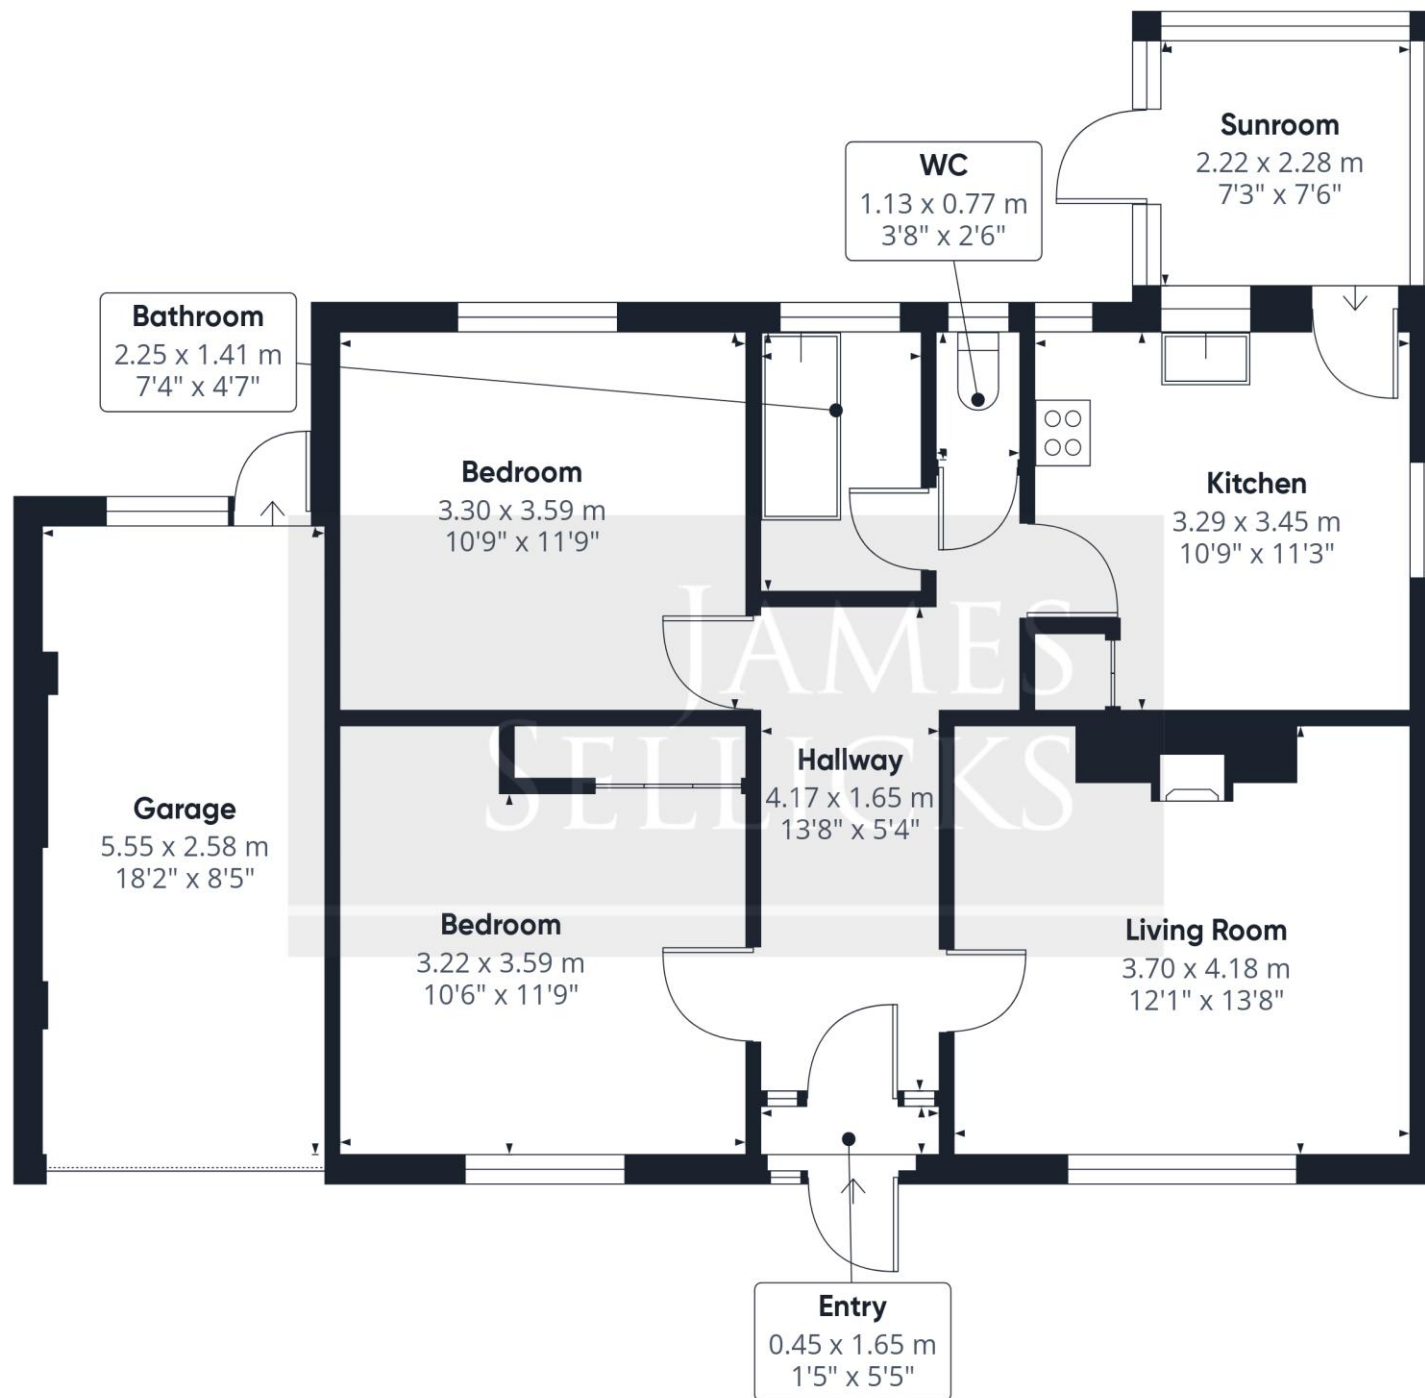 Sunroom
2.22 x 2.28 m
7'3" x 7'6"
WC
1.13 x 0.77 m
3'8" x 2'6"
Bathroom
2.25 x 1.41 m
7'4" x 4'7"
Bedroom
3.30 x 3.59 m
10'9" x 11'9"
Kitchen
3.29 x 3.45 m
10'9" x 11'3"
JAMES
SELLICKS
Hallway
4.17 x 1.65 m
13'8" x 5'4"
Garage
5.55 x 2.58 m
18'2" x 8'5"
Bedroom
3.22 x 3.59 m
10'6" x 11'9"
Living Room
3.70 x 4.18 m
12'1" x 13'8"
Entry
0.45 x 1.65 m
1'5" x 5'5"